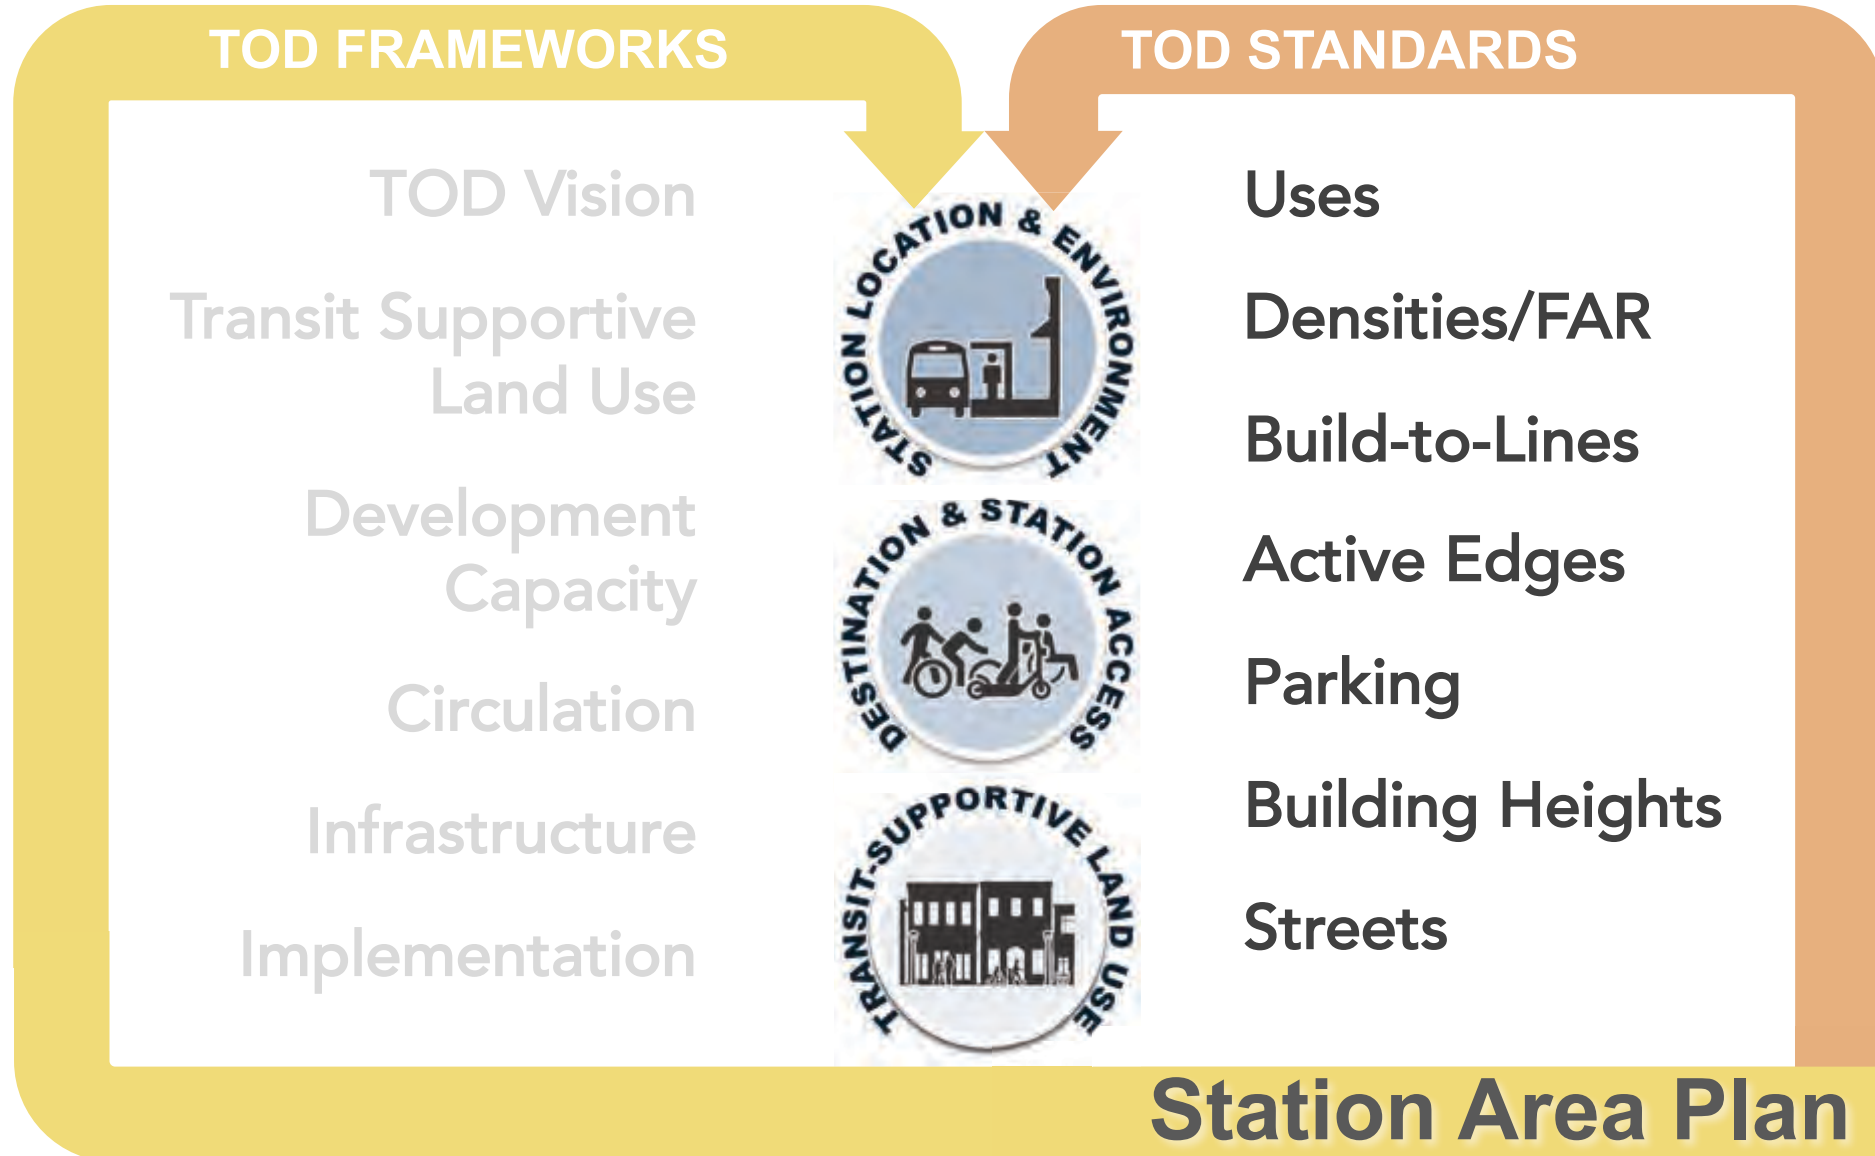 TOD FRAMEWORKS
TOD Vision
Transit Supportive
Land Use
Development
Capacity
Circulation
Infrastructure
Implementation
STATION LOCATION & ENVIRONMENT
DESTINATION & STATION ACCESS
TRANSIT-SUPPORTIVE LAND USE
TOD STANDARDS
Uses
Densities/FAR
Build-to-Lines
Active Edges
Parking
Building Heights
Streets
Station Area Plan